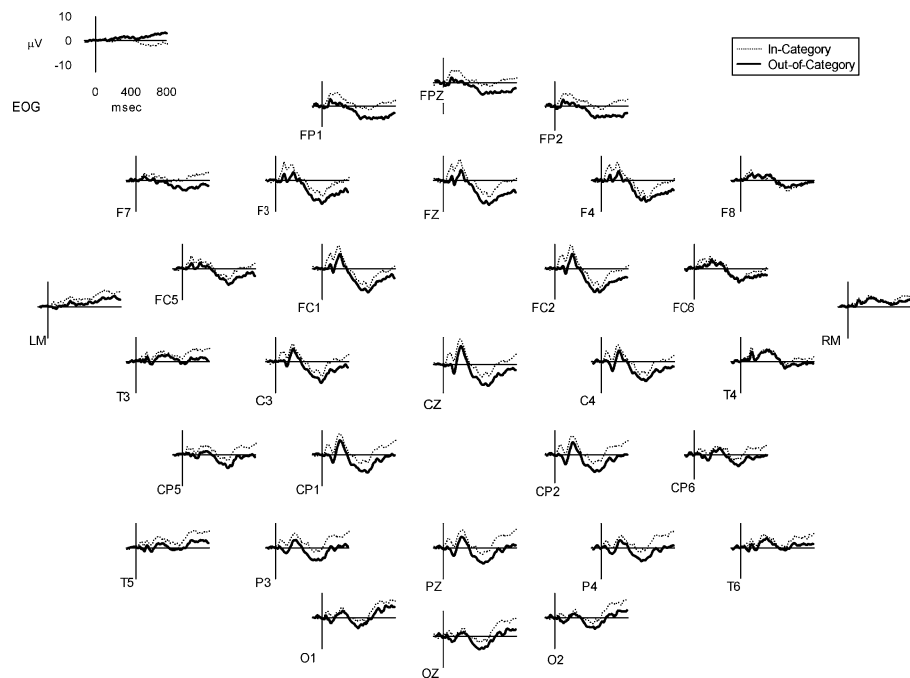 10
μV 0
-10
0 400 800
msec
EOG
In-Category
Out-of-Category
FPZ
FP1 FP2
F7 F3 FZ F4 F8
FC5 FC1 FC2 FC6
LM RM
T3 C3 CZ C4 T4
CP5 CP1 CP2 CP6
T5 P3 PZ P4 T6
O1 OZ O2